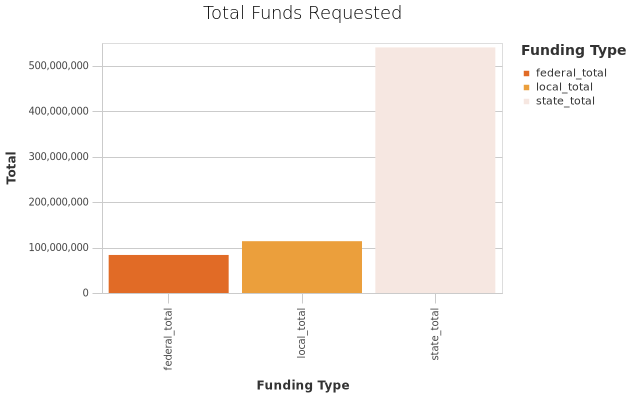 Total Funds Requested
Total
500,000,000
400,000,000
300,000,000
200,000,000
100,000,000
0
federal_total
local_total
state_total
Funding Type
Funding Type
federal_total
local_total
state_total